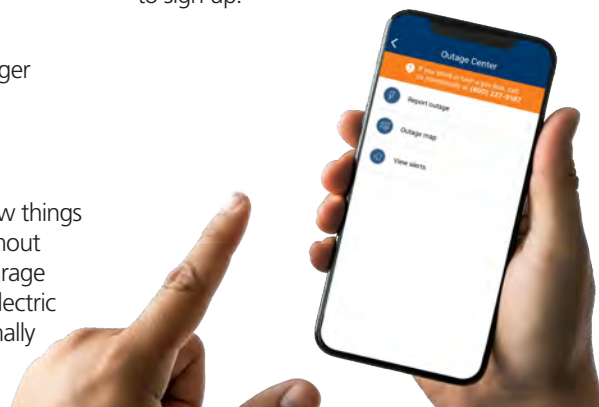 to sign up.
ger
w things
hout
rage
lectric
nally
Outage Center
If you smell or hear a gas leak, call
us immediately at (800) 227-9187
Report outage
Outage map
View alerts